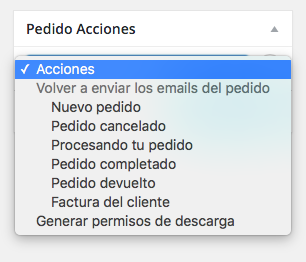 Pedido Acciones
✓ Acciones
Volver a enviar los emails del pedido
Nuevo pedido
Pedido cancelado
Procesando tu pedido
Pedido completado
Pedido devuelto
Factura del cliente
Generar permisos de descarga